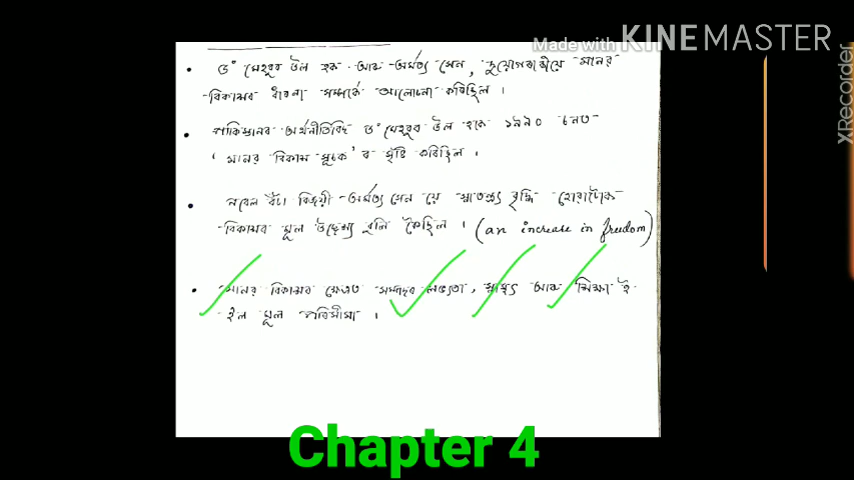 Made with KINEMASTER
XRecorder
• ড° মেহবুব উল হক আৰু অমৰ্ত্য সেন, দুয়োগৰাকীয়ে মানৱ
বিকাশৰ ধাৰণা সম্পৰ্কে আলোচনা কৰিছিল ।
• পাকিস্তানৰ অৰ্থনীতিবিদ ড° মেহবুব উল হকে ১৯৯০ চনত
'মানৱ বিকাশ সূচক' ৰ সৃষ্টি কৰিছিল ।
• নবেল বঁটা বিজয়ী অমৰ্ত্য সেন যে স্বাতন্ত্ৰ্য বৃদ্ধি হোৱাটোক
বিকাশৰ মূল উদ্দেশ্য বুলি কৈছিল । (an increase in freedom)
• মানৱ বিকাশৰ ক্ষেত্ৰত সম্পদৰ লভ্যতা, স্বাস্থ্য আৰু শিক্ষা ই
হ'ল মূল পৰিসীমা ।
Chapter 4